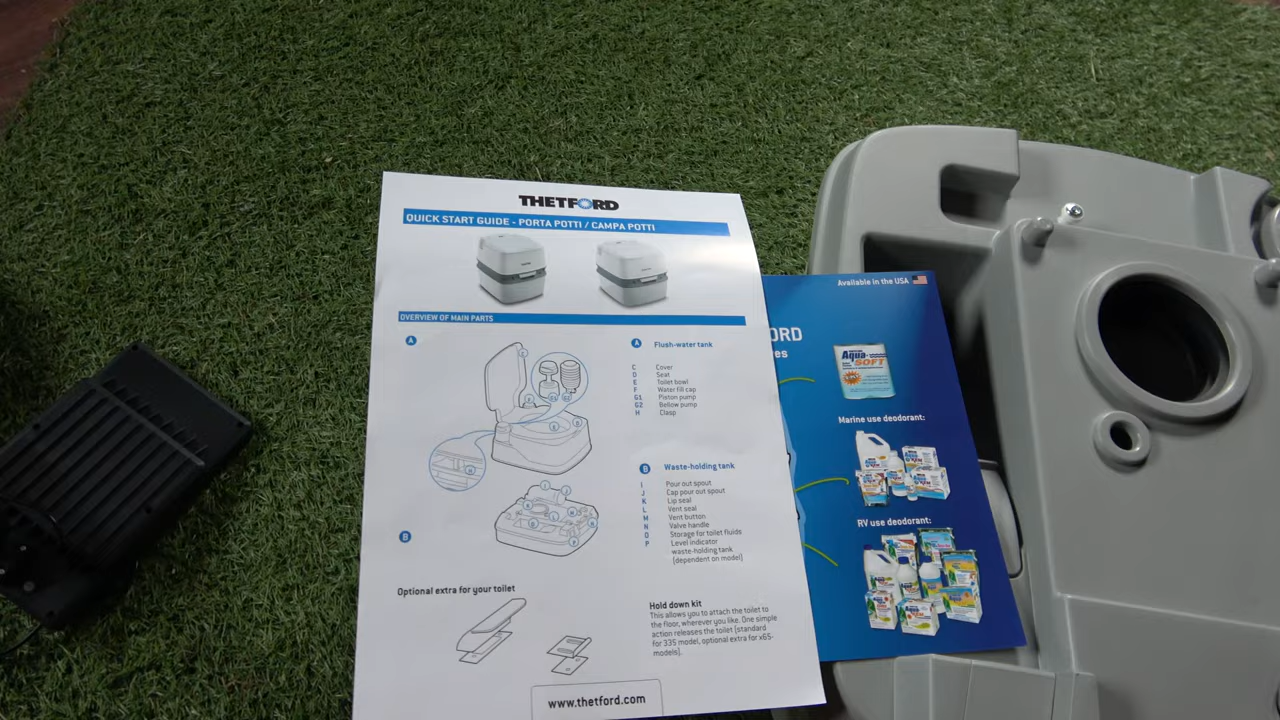 THETFORD
QUICK START GUIDE - PORTA POTTI / CAMPA POTTI
OVERVIEW OF MAIN PARTS
A
A Flush-water tank
C Cover
D Seat
E Toilet bowl
F Water fill cap
G1 Piston pump
G2 Bellow pump
H Clasp
B Waste-holding tank
I Pour out spout
J Cap pour out spout
K Lip seal
L Vent seal
M Vent button
N Valve handle
O Storage for toilet fluids
P Level indicator
waste-holding tank
(dependent on model)
B
Optional extra for your toilet
Hold down kit
This allows you to attach the toilet to
the floor, wherever you like. One simple
action releases the toilet (standard
for 335 model, optional extra for x65-
models).
www.thetford.com
Available in the USA
ORD
es
Aqua
SOFT
Marine use deodorant:
RV use deodorant: